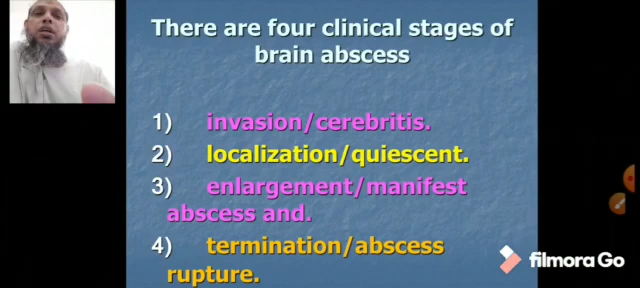 There are four clinical stages of
brain abscess
1) invasion/cerebritis.
2) localization/quiescent.
3) enlargement/manifest
abscess and.
4) termination/abscess
rupture.
filmora Go